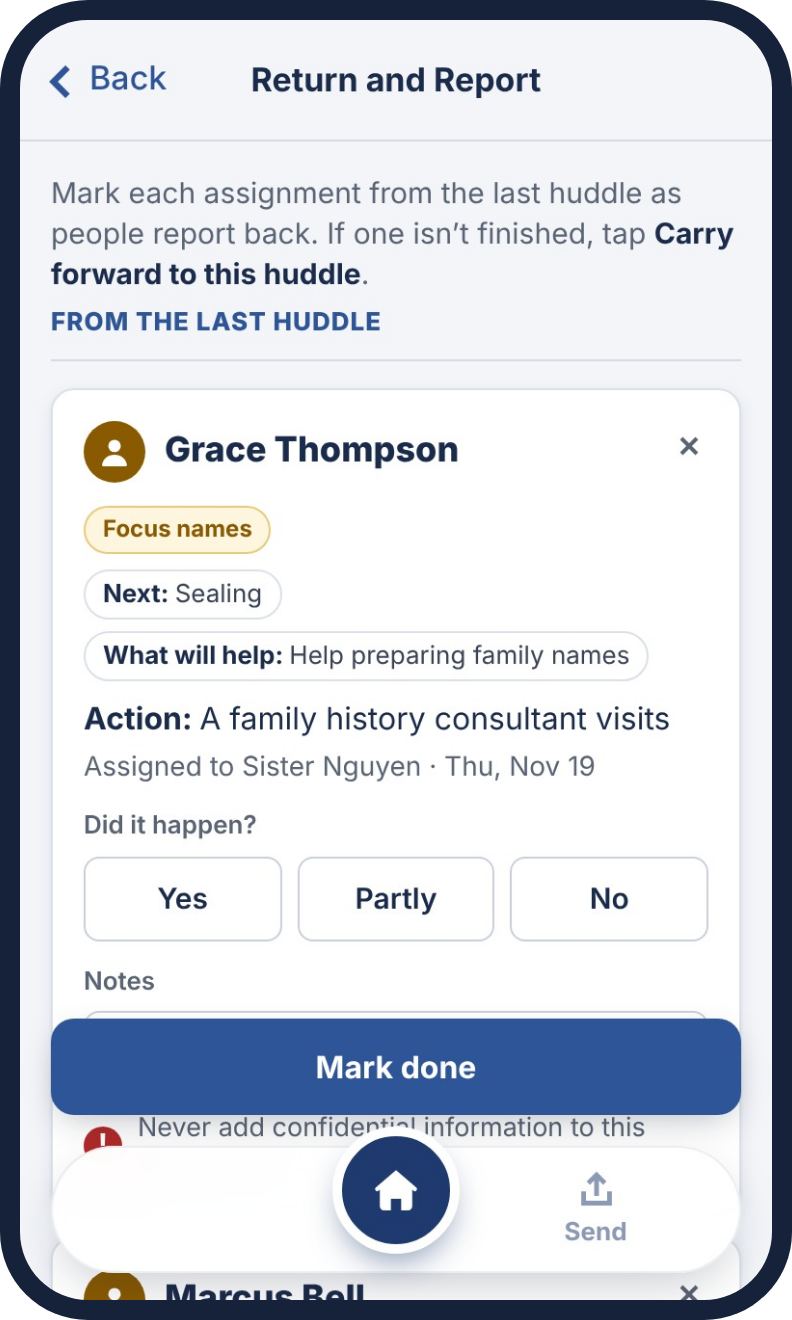 Back
Return and Report
Mark each assignment from the last huddle as
people report back. If one isn’t finished, tap Carry
forward to this huddle.
FROM THE LAST HUDDLE
Grace Thompson
Focus names
Next: Sealing
What will help: Help preparing family names
Action: A family history consultant visits
Assigned to Sister Nguyen · Thu, Nov 19
Did it happen?
Yes
Partly
No
Notes
Mark done
Never add confidential information to this
Send
Marcus Bell